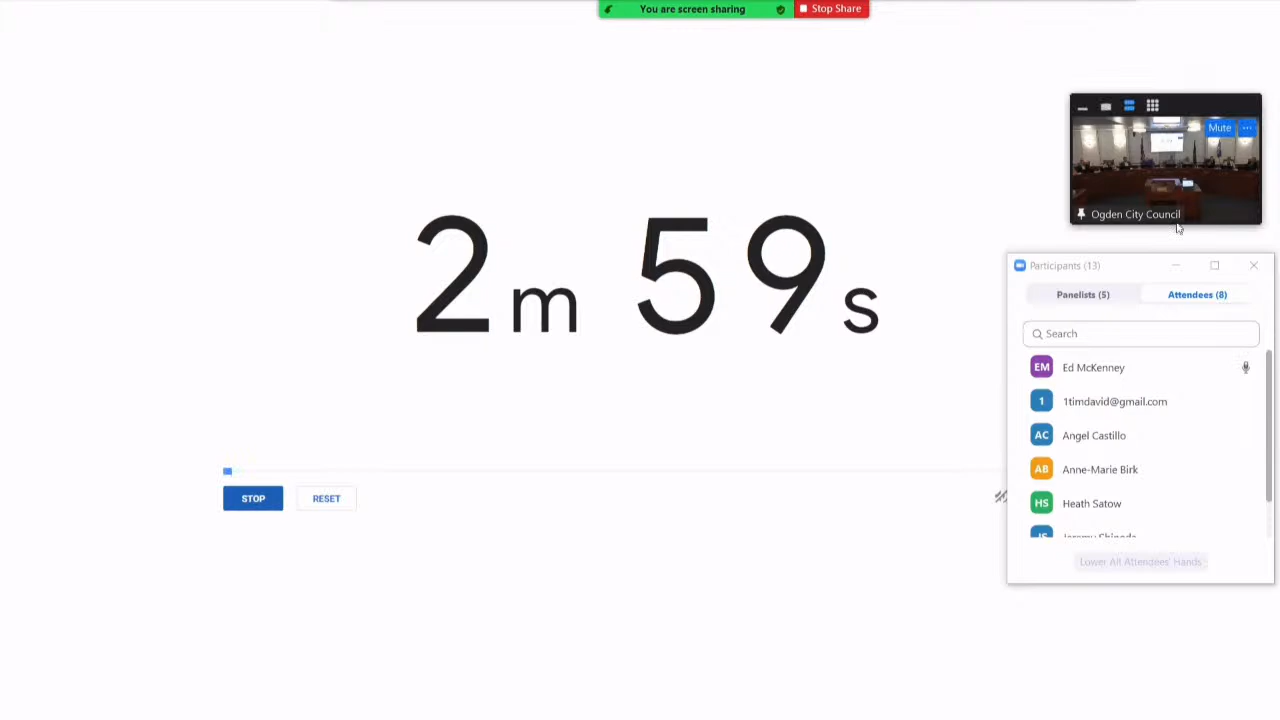 You are screen sharing
Stop Share
Mute
Ogden City Council
2m 59s
Participants (13)
Panelists (5)
Attendees (8)
Search
EM Ed McKenney
1 1timdavid@gmail.com
AC Angel Castillo
AB Anne-Marie Birk
HS Heath Satow
STOP
RESET
Lower All Attendees' Hands